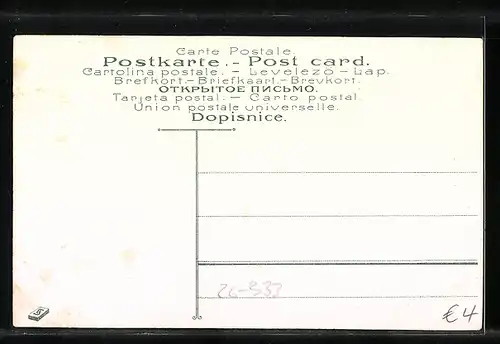 Carte Postale.
Postkarte. - Post card.
Cartolina postale. - Levelező - Lap.
Brefkort.- Briefkaart.- Brevkort.
ОТКРЫТОЕ ПИСЬМО.
Tarjeta postal. - Carto postal.
Union postale universelle.
Dopisnice.
26-332
€4